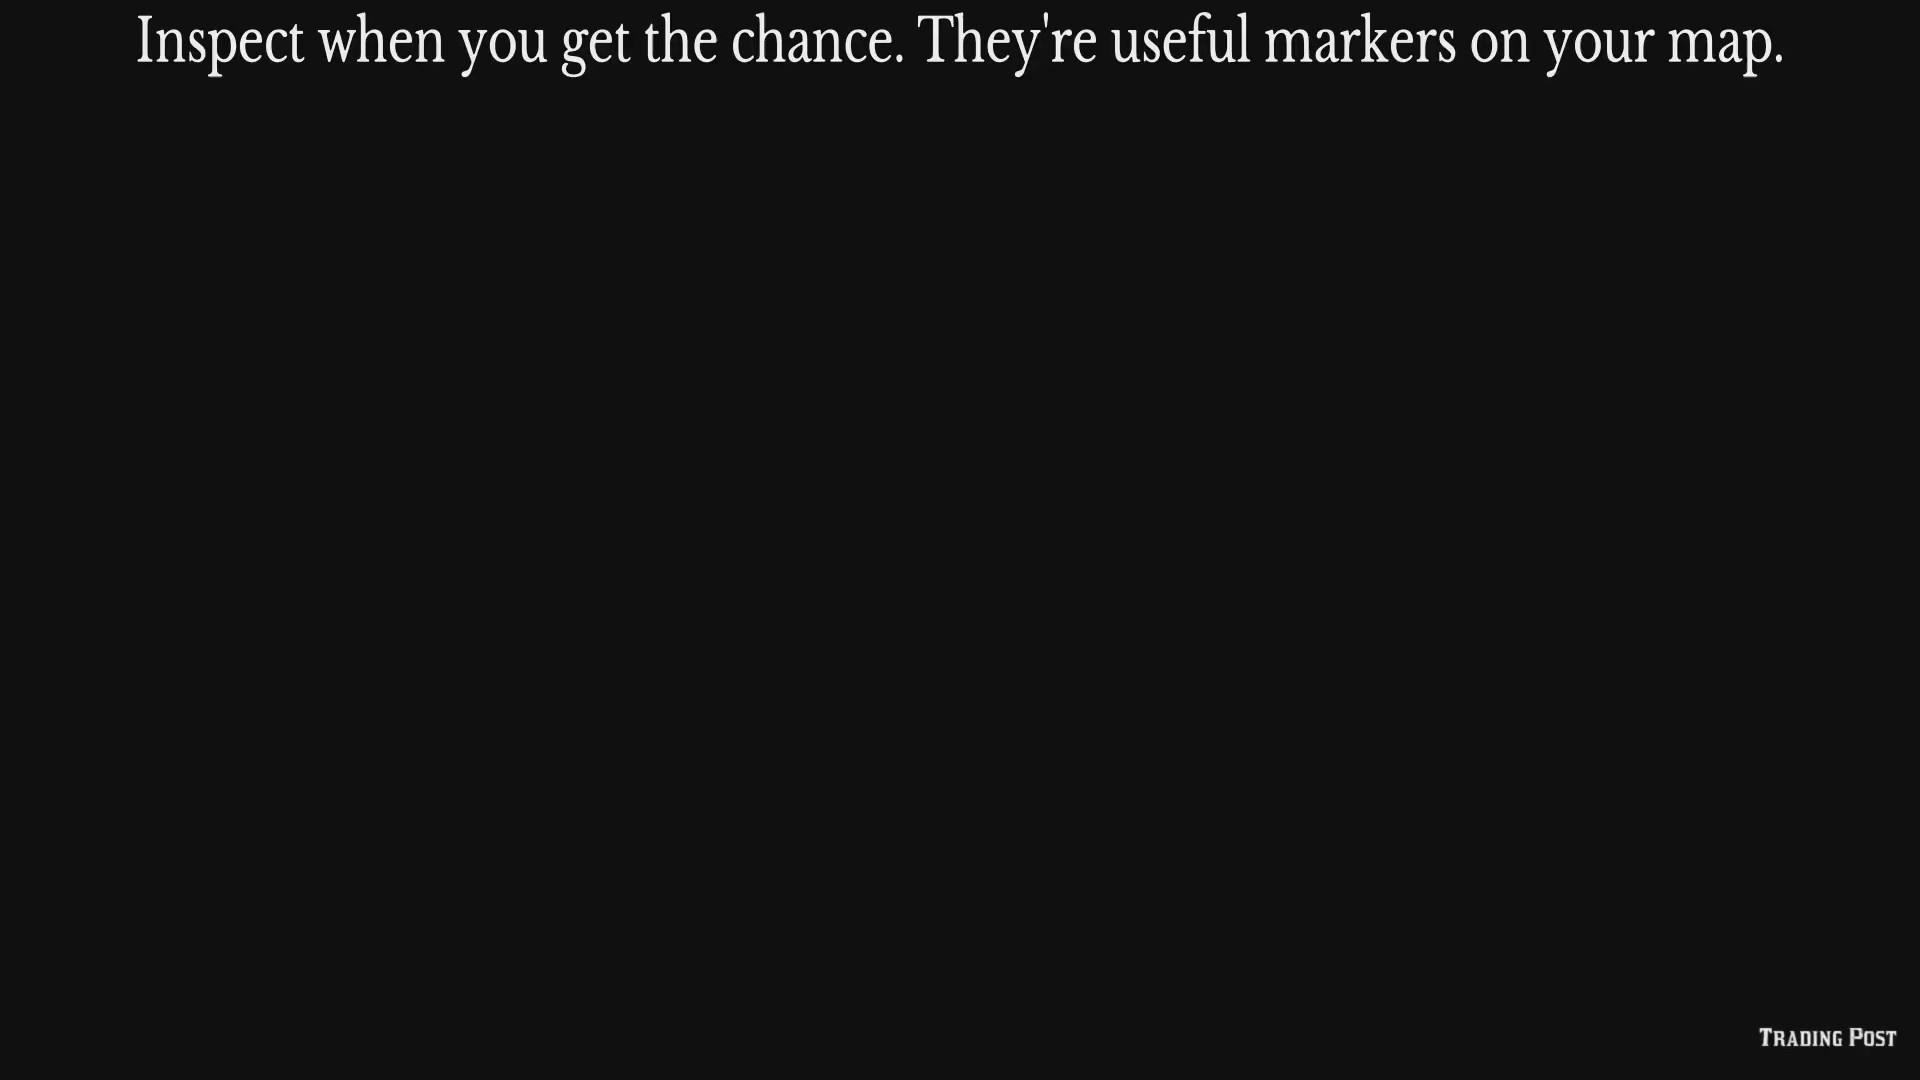 Inspect when you get the chance. They're useful markers on your map.
TRADING POST